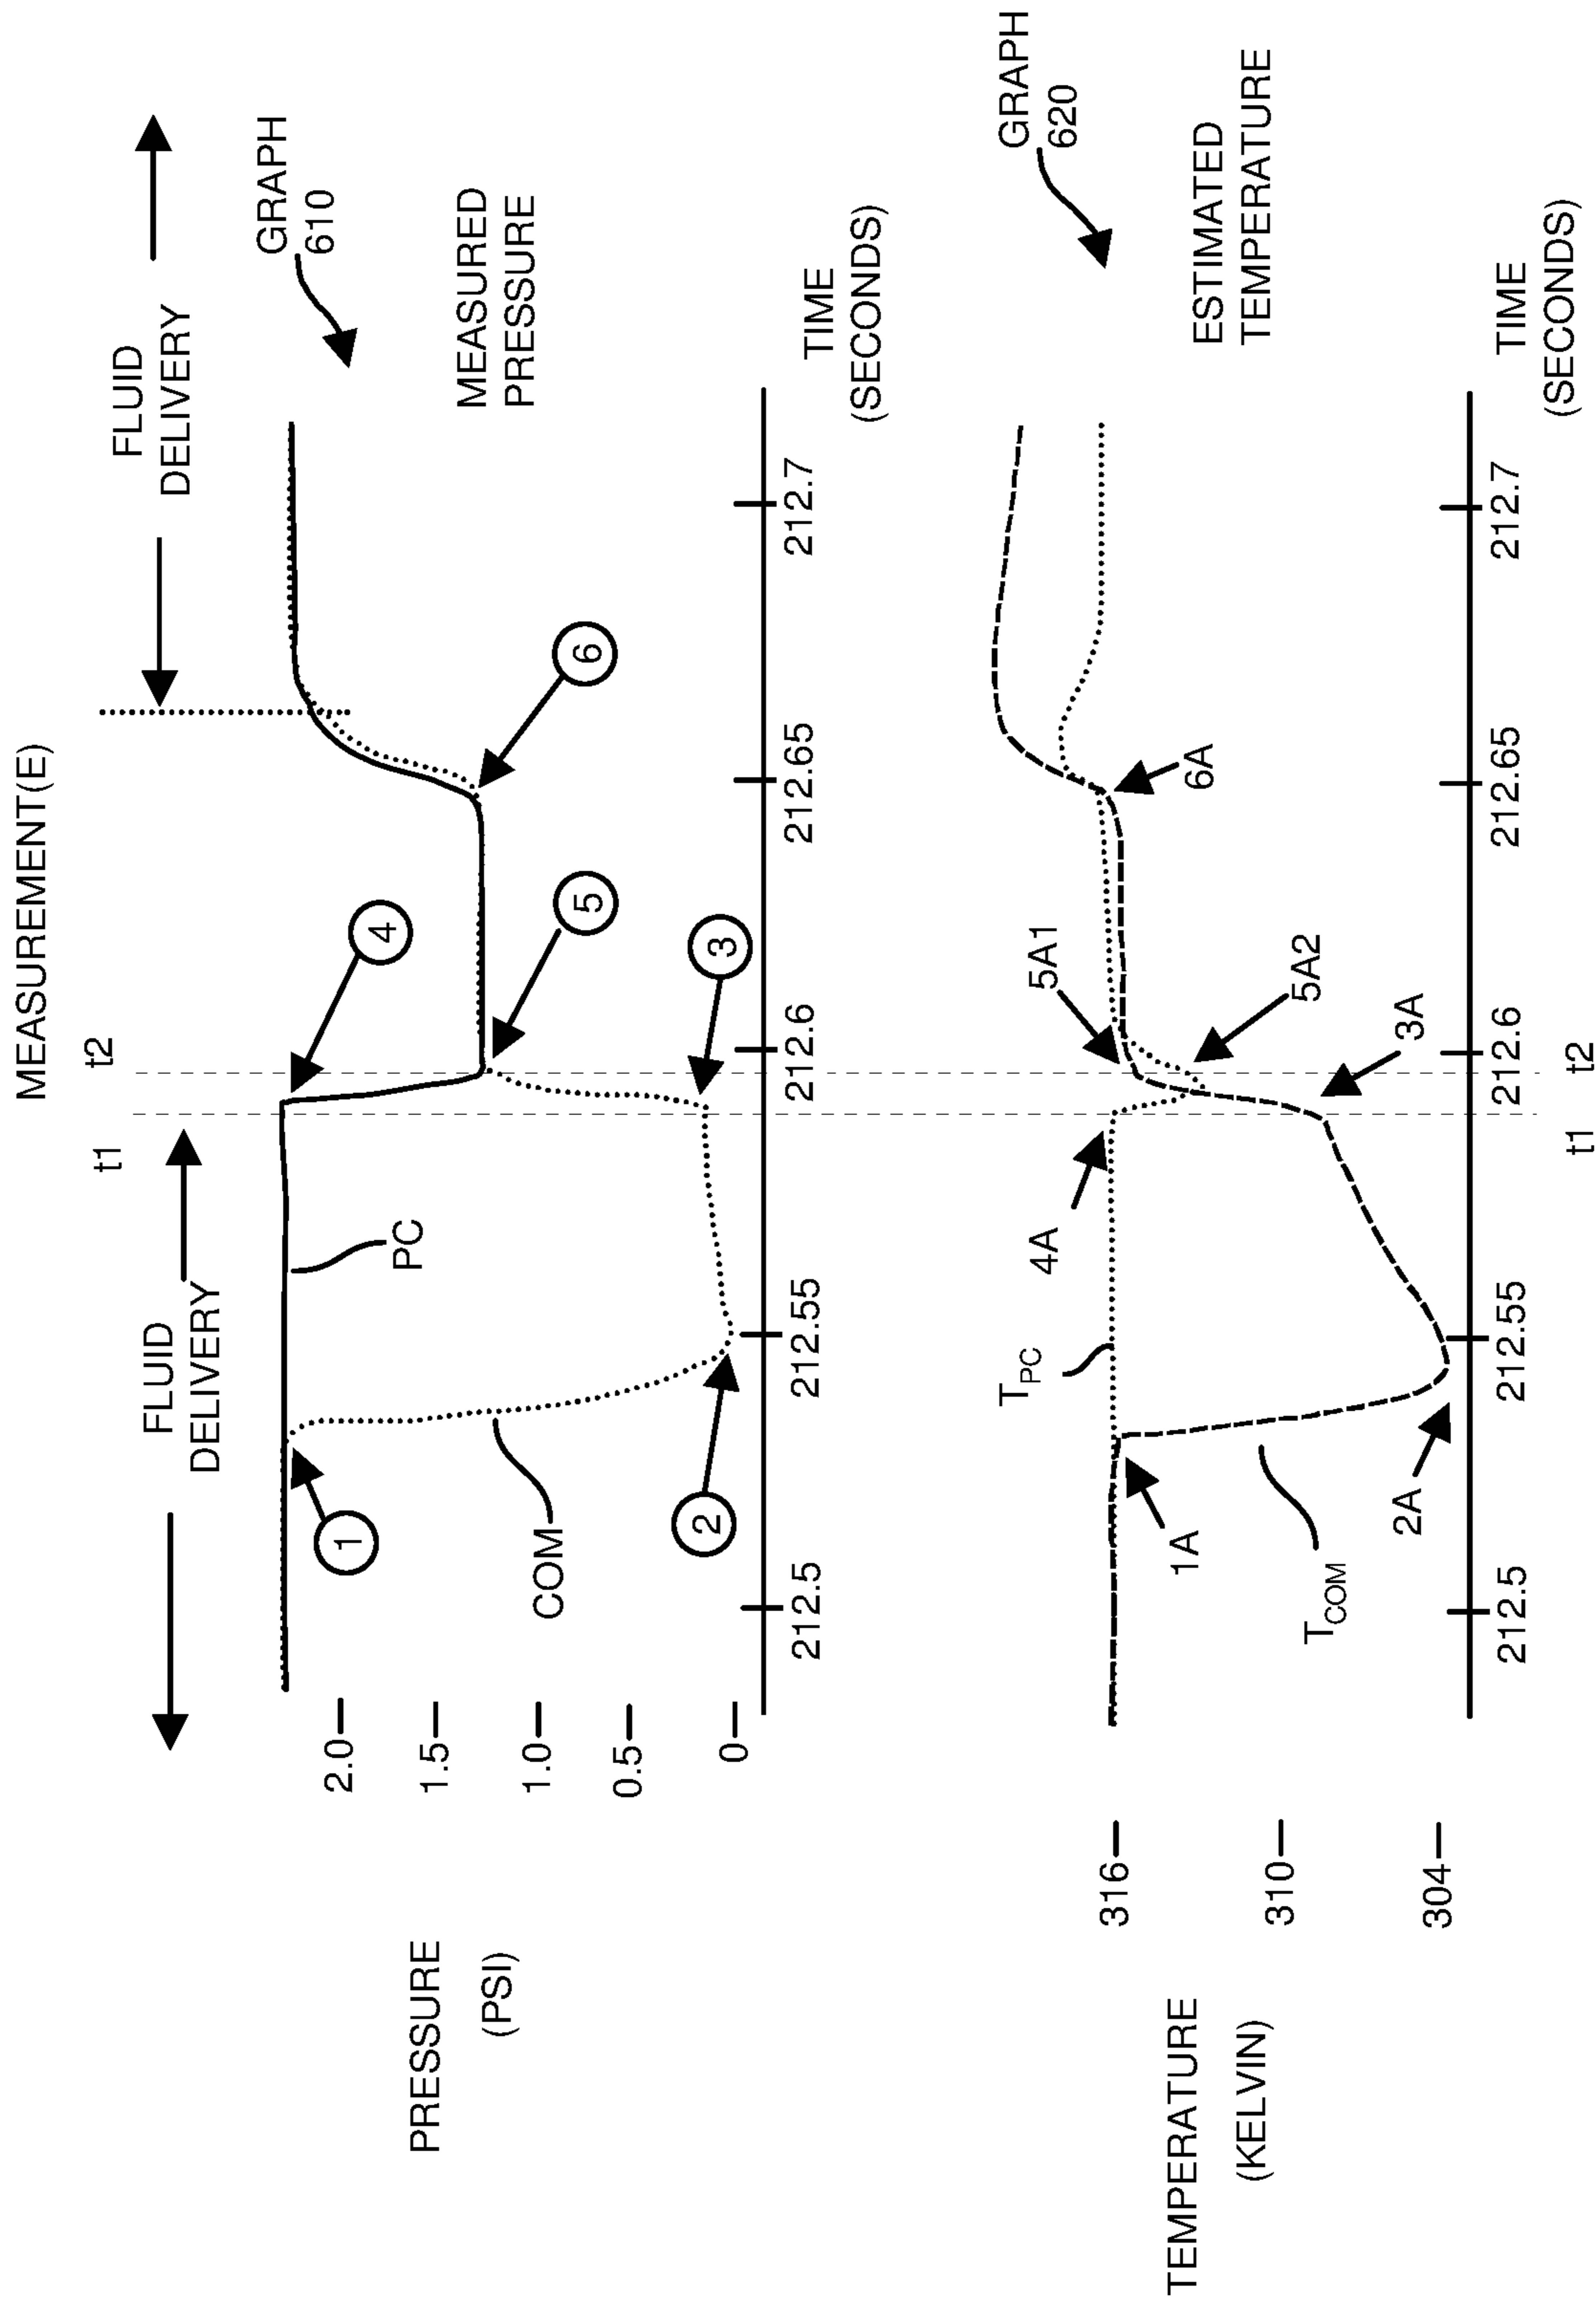 MEASUREMENT(E)
t1
t2
FLUID
DELIVERY
FLUID
DELIVERY
GRAPH
610
PRESSURE
(PSI)
2.0
1.5
1.0
0.5
0
1
2
3
4
5
6
PC
COM
MEASURED
PRESSURE
212.5
212.55
212.6
212.65
212.7
TIME
(SECONDS)
GRAPH
620
TEMPERATURE
(KELVIN)
316
310
304
TPC
TCOM
1A
2A
3A
4A
5A1
5A2
6A
ESTIMATED
TEMPERATURE
212.5
212.55
212.6
212.65
212.7
t1
t2
TIME
(SECONDS)